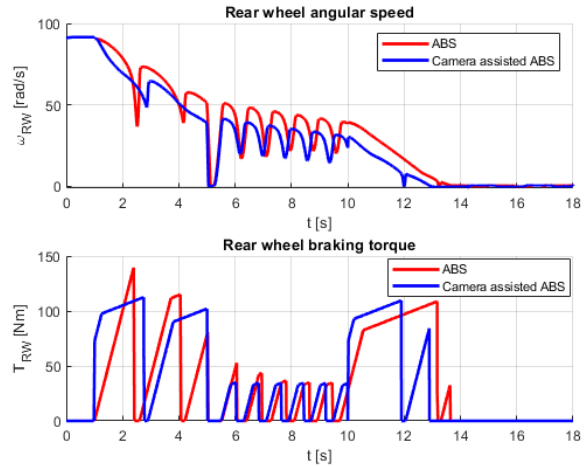 Rear wheel angular speed
100
50
0
ω_RW [rad/s]
ABS
Camera assisted ABS
0 2 4 6 8 10 12 14 16 18
t [s]
Rear wheel braking torque
150
100
50
0
T_RW [Nm]
ABS
Camera assisted ABS
0 2 4 6 8 10 12 14 16 18
t [s]